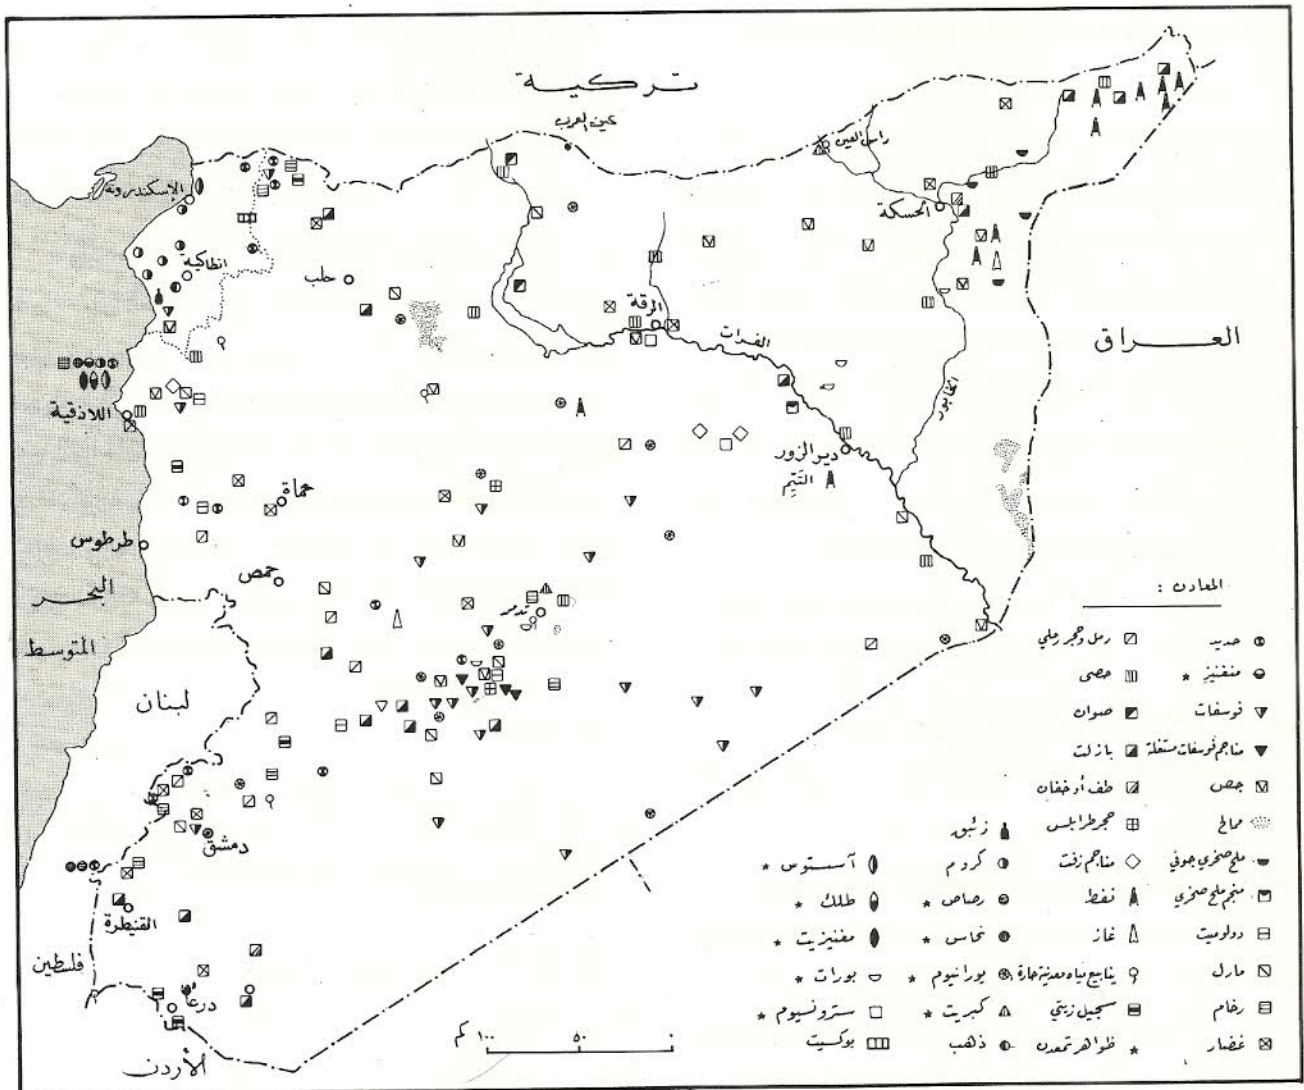 تركية
عين العرب
راس العين
الإسكندرونة
الحسكة
انطاكية
حلب
الرقة
الفرات
العراق
الخابور
اللاذقية
دير الزور
التيم
حماة
طرطوس
حمص
البحر
المتوسط
تدمر
لبنان
دمشق
القنيطرة
فلسطين
درعا
الأردن
المعادن :
حديد
منغنيز *
فوسفات
مناجم فوسفات مستغلة
جص
ممالح
ملح صخري جوفي
منجم ملح صخري
دولوميت
مارل
رخام
غضار
رمل وحجر رملي
حصى
صوان
بازلت
طف أو خفان
حجر طرابلس
مناجم زفت
نفط
غاز
ينابيع مياه معدنية حارة
سجيل زيتي
* ظواهر تمعدن
زئبق
كروم
رصاص *
نحاس *
يورانيوم *
كبريت *
ذهب
آسبستوس *
طلك *
مغنيزيت *
بورات *
سترونسيوم *
بوكسيت
١٠٠ كم
٥٠
٠